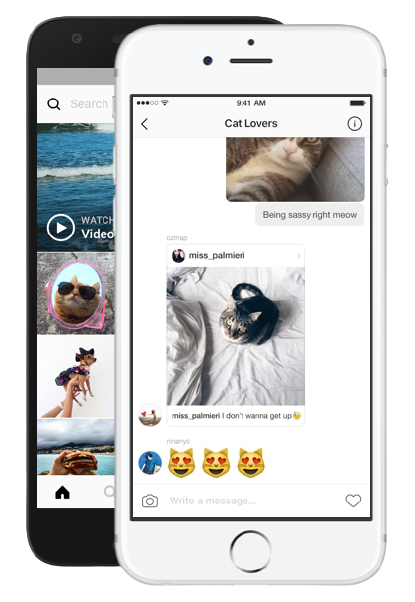 Search
WATCH
Video
9:41 AM
Cat Lovers
Being sassy right meow
catnap
miss_palmieri
miss_palmieri I don't wanna get up😹
ninanyc
😻😻😻
Write a message...